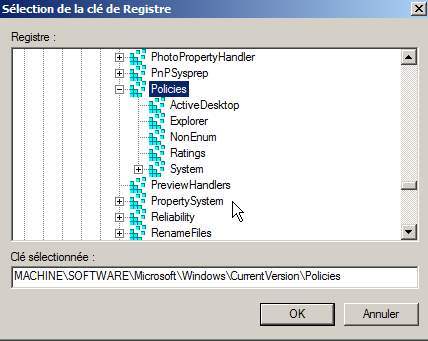 Sélection de la clé de Registre
Registre :
PhotoPropertyHandler
PnPSysprep
Policies
ActiveDesktop
Explorer
NonEnum
Ratings
System
PreviewHandlers
PropertySystem
Reliability
RenameFiles
Clé sélectionnée :
MACHINE\SOFTWARE\Microsoft\Windows\CurrentVersion\Policies
OK
Annuler